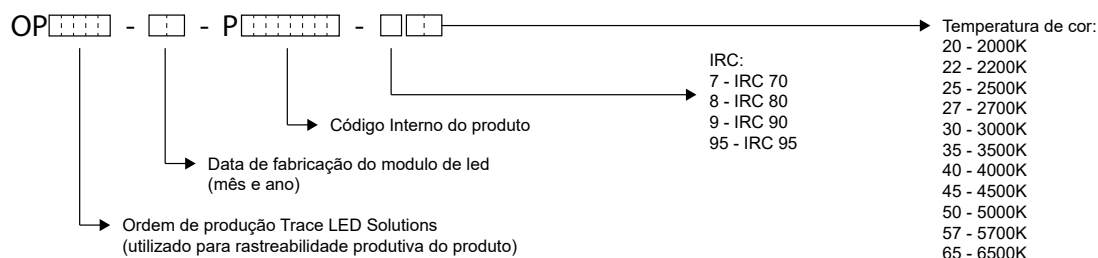 OP - - P -
Temperatura de cor:
20 - 2000K
22 - 2200K
25 - 2500K
27 - 2700K
30 - 3000K
35 - 3500K
40 - 4000K
45 - 4500K
50 - 5000K
57 - 5700K
65 - 6500K
IRC:
7 - IRC 70
8 - IRC 80
9 - IRC 90
95 - IRC 95
Código Interno do produto
Data de fabricação do modulo de led
(mês e ano)
Ordem de produção Trace LED Solutions
(utilizado para rastreabilidade produtiva do produto)